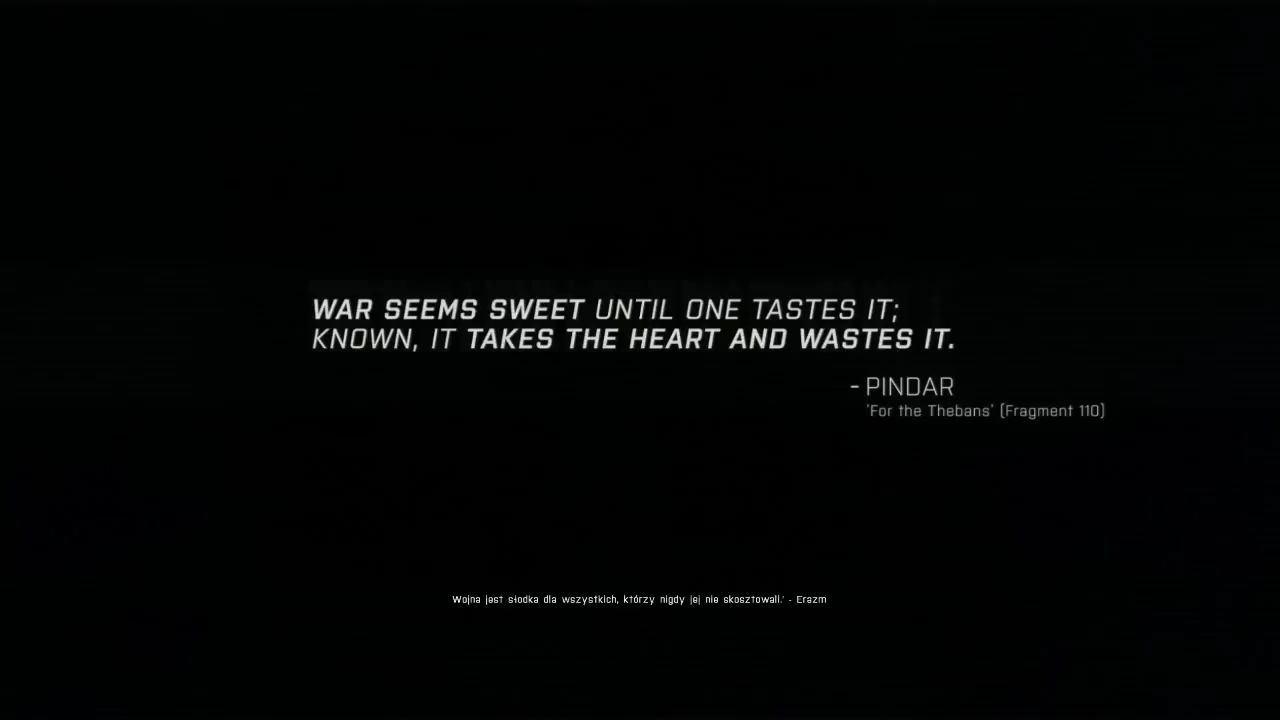 WAR SEEMS SWEET UNTIL ONE TASTES IT;
KNOWN, IT TAKES THE HEART AND WASTES IT.
- PINDAR
'For the Thebans' (Fragment 110)
Wojna jest słodka dla wszystkich, którzy nigdy jej nie skosztowali.' - Erazm